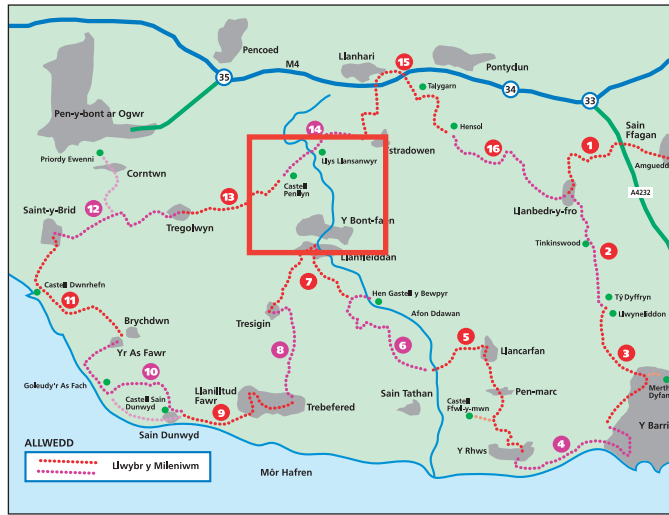 Pencoed
Llanhari
15
Pontyclun
35
M4
34
33
Talygarn
Pen-y-bont ar Ogwr
14
Hensol
Sain
Ffagan
1
Priordy Ewenni
Llys Llansanwyr
Ystradowen
16
Corntwn
13
Castell
Penllyn
A4232
12
Llanbedr-y-fro
Saint-y-Brid
Tregolwyn
Y Bont-faen
Tinkinswood
2
Llanfleiddan
Castell Dwnrhefn
7
Tŷ Dyffryn
11
Hen Gastell y Bewpyr
Llwyneliddon
Brychdwn
Tresigin
Afon Ddawan
5
Yr As Fawr
8
6
Llancarfan
3
10
Goleudy'r As Fach
Llanilltud
Fawr
Pen-marc
Merth
Dyfan
Castell Sain
Dunwyd
Sain Tathan
Castell
Ffwl-y-mwn
9
Trebefered
Y Barri
Sain Dunwyd
Y Rhws
4
ALLWEDD
Llwybr y Mileniwm
Môr Hafren